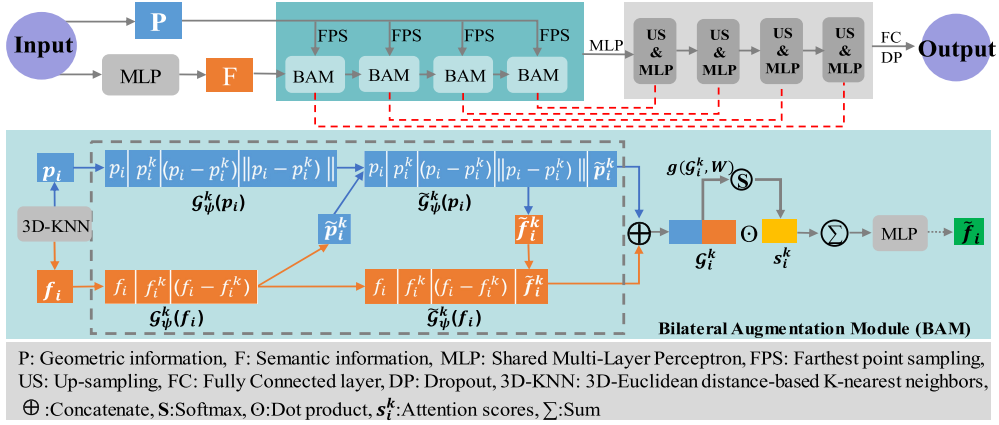 Input
P
FPS
FPS
FPS
FPS
MLP
F
BAM
BAM
BAM
BAM
MLP
US & MLP
US & MLP
US & MLP
US & MLP
FC
DP
Output
p_i
3D-KNN
f_i
p_i | p_i^k | (p_i − p_i^k) | ||p_i − p_i^k) ||
𝒢_ψ^k(p_i)
p_i | p_i^k | (p_i − p_i^k) | ||p_i − p_i^k) || | p̃_i^k
𝒢̃_ψ^k(p_i)
p̃_i^k
f̃_i^k
f_i | f_i^k | (f_i − f_i^k)
𝒢_ψ^k(f_i)
f_i | f_i^k | (f_i − f_i^k) | f̃_i^k
𝒢̃_ψ^k(f_i)
⊕
g(𝒢_i^k, W)
S
𝒢_i^k
⊙
s_i^k
∑
MLP
f̃_i
Bilateral Augmentation Module (BAM)
P: Geometric information, F: Semantic information, MLP: Shared Multi-Layer Perceptron, FPS: Farthest point sampling,
US: Up-sampling, FC: Fully Connected layer, DP: Dropout, 3D-KNN: 3D-Euclidean distance-based K-nearest neighbors,
⊕:Concatenate, S:Softmax, ⊙:Dot product, s_i^k:Attention scores, ∑:Sum